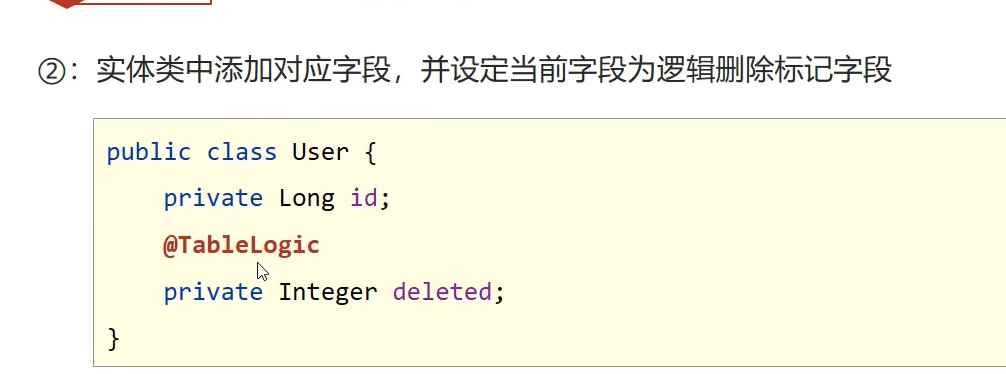 ②：实体类中添加对应字段，并设定当前字段为逻辑删除标记字段
public class User {
    private Long id;
    @TableLogic
    private Integer deleted;
}